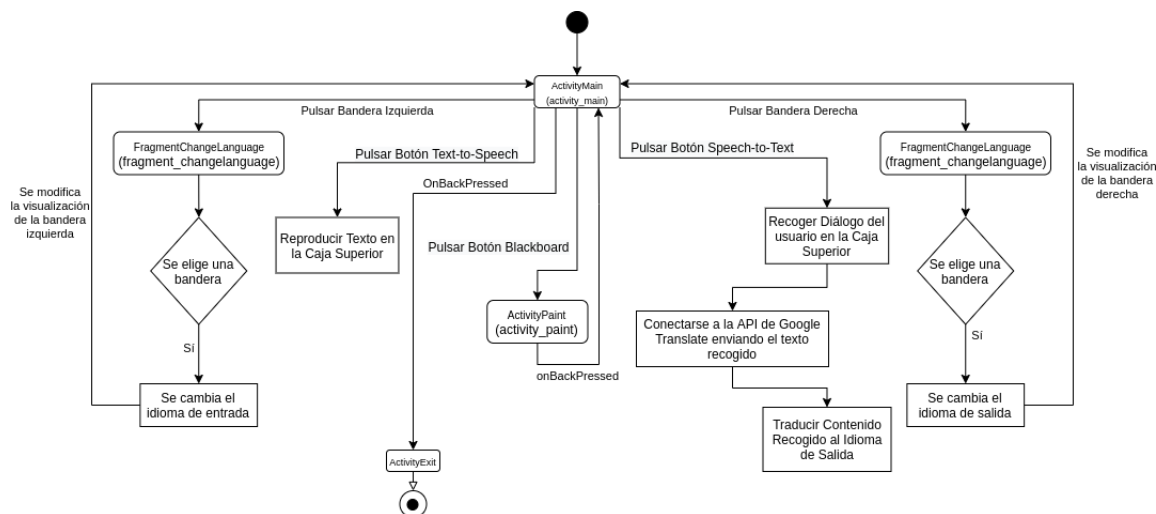 ActivityMain
(activity_main)
Pulsar Bandera Izquierda
Pulsar Bandera Derecha
FragmentChangeLanguage
(fragment_changelanguage)
Pulsar Botón Text-to-Speech
Pulsar Botón Speech-to-Text
FragmentChangeLanguage
(fragment_changelanguage)
Se modifica
la visualización
de la bandera
izquierda
OnBackPressed
Se modifica
la visualización
de la bandera
derecha
Reproducir Texto en
la Caja Superior
Pulsar Botón Blackboard
Recoger Diálogo del
usuario en la Caja
Superior
Se elige una
bandera
Se elige una
bandera
ActivityPaint
(activity_paint)
Conectarse a la API de Google
Translate enviando el texto
recogido
Sí
Sí
onBackPressed
Se cambia el
idioma de entrada
Se cambia el
idioma de salida
Traducir Contenido
Recogido al Idioma
de Salida
ActivityExit